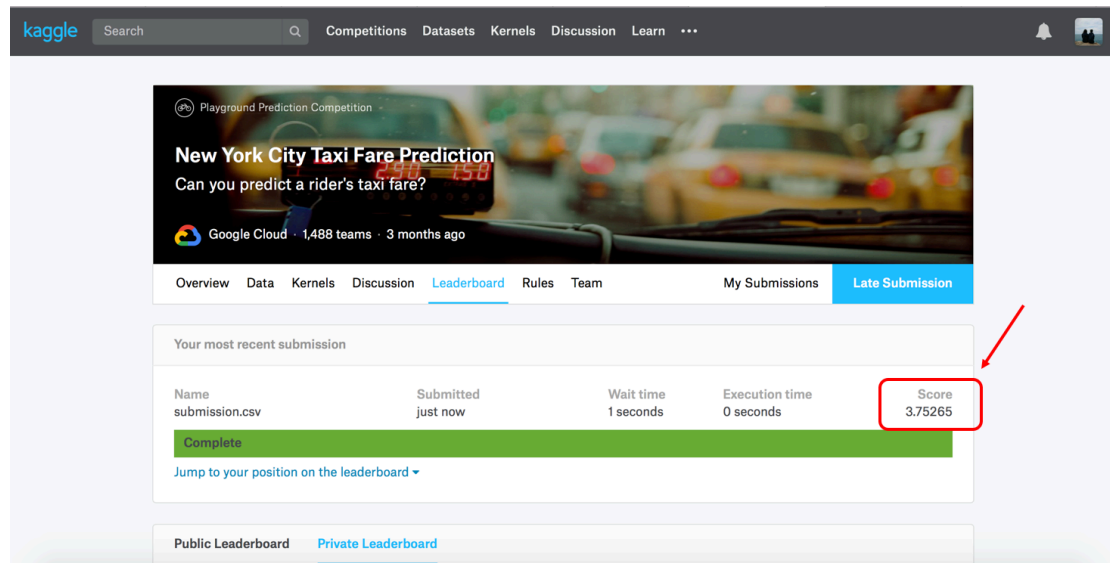 kaggle Search Competitions Datasets Kernels Discussion Learn •••
Playground Prediction Competition
New York City Taxi Fare Prediction
Can you predict a rider's taxi fare?
Google Cloud · 1,488 teams · 3 months ago
Overview Data Kernels Discussion Leaderboard Rules Team My Submissions Late Submission
Your most recent submission
Name Submitted Wait time Execution time Score
submission.csv just now 1 seconds 0 seconds 3.75265
Complete
Jump to your position on the leaderboard
Public Leaderboard Private Leaderboard